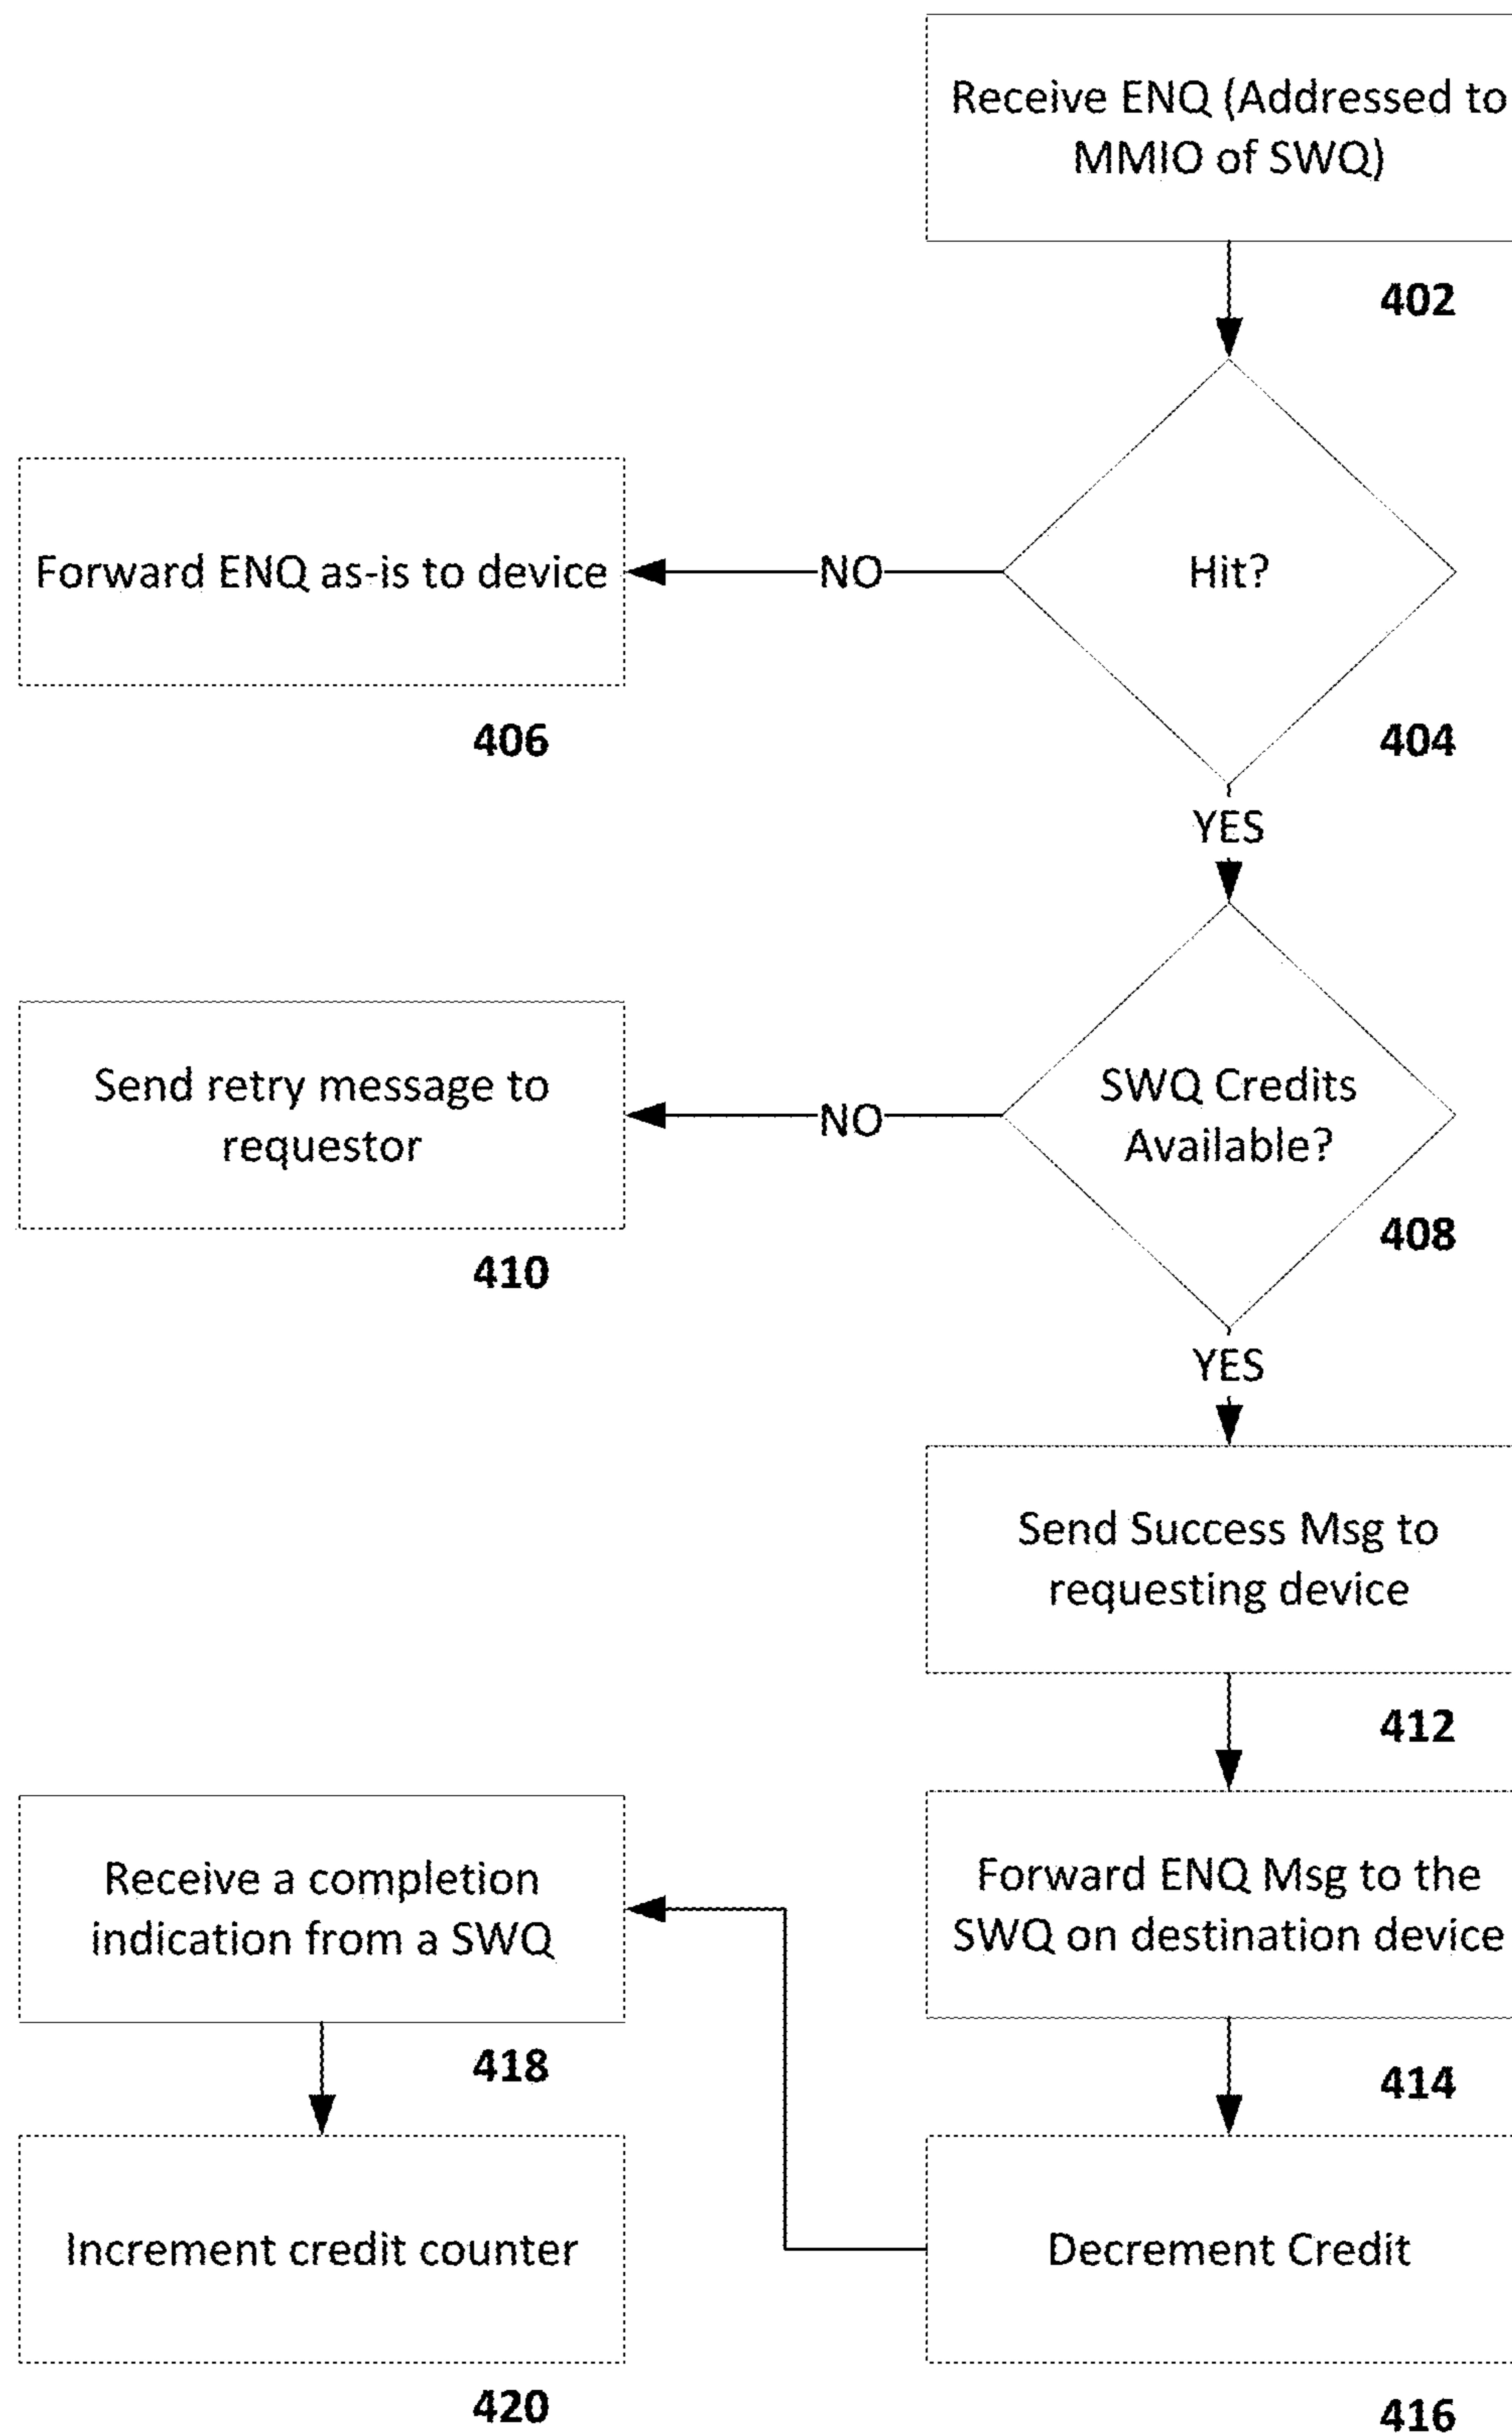 Receive ENQ (Addressed to
MMIO of SWQ)
402
Hit?
404
NO
Forward ENQ as-is to device
406
YES
SWQ Credits
Available?
408
NO
Send retry message to
requestor
410
YES
Send Success Msg to
requesting device
412
Forward ENQ Msg to the
SWQ on destination device
414
Decrement Credit
416
Receive a completion
indication from a SWQ
418
Increment credit counter
420